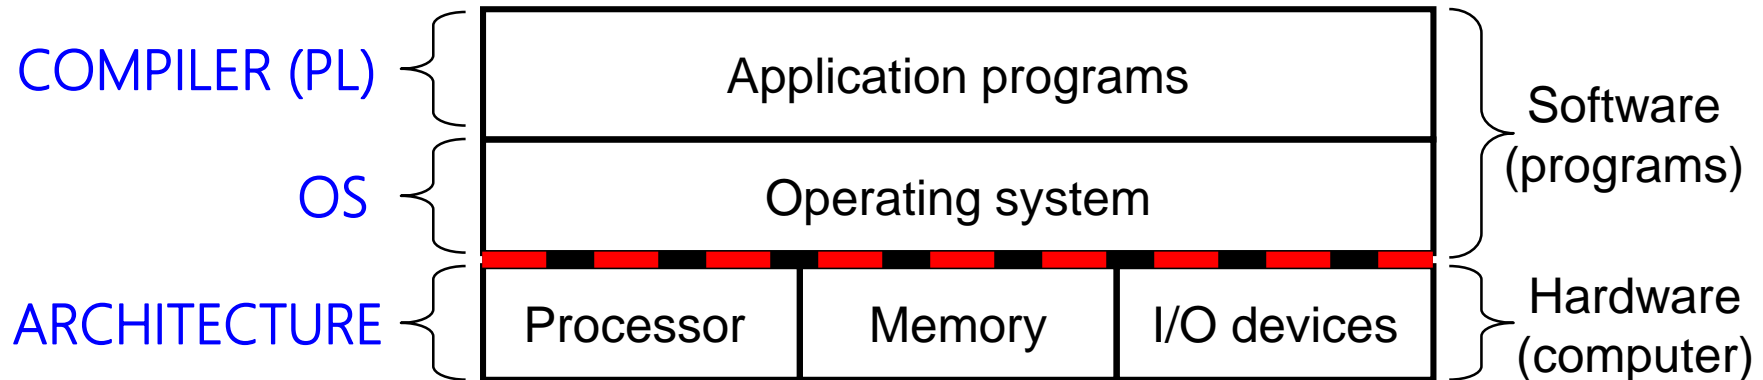 COMPILER (PL)
Application programs
Software
(programs)
OS
Operating system
ARCHITECTURE
Processor
Memory
I/O devices
Hardware
(computer)